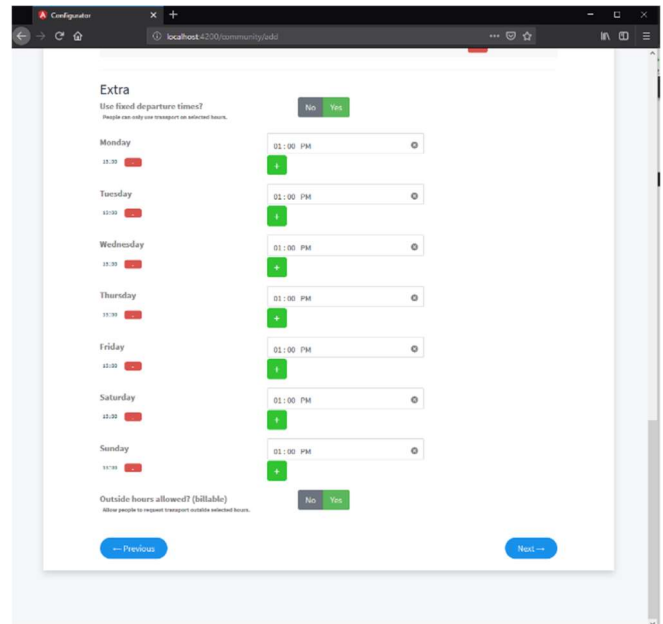 Configurator
localhost:4200/community/add
Extra
Use fixed departure times?
People can only use transport on selected hours.
No Yes
Monday
01:00 PM
+
Tuesday
01:00 PM
+
Wednesday
01:00 PM
+
Thursday
01:00 PM
+
Friday
01:00 PM
+
Saturday
01:00 PM
+
Sunday
01:00 PM
+
Outside hours allowed? (billable)
Allow people to request transport outside selected hours.
No Yes
← Previous
Next →